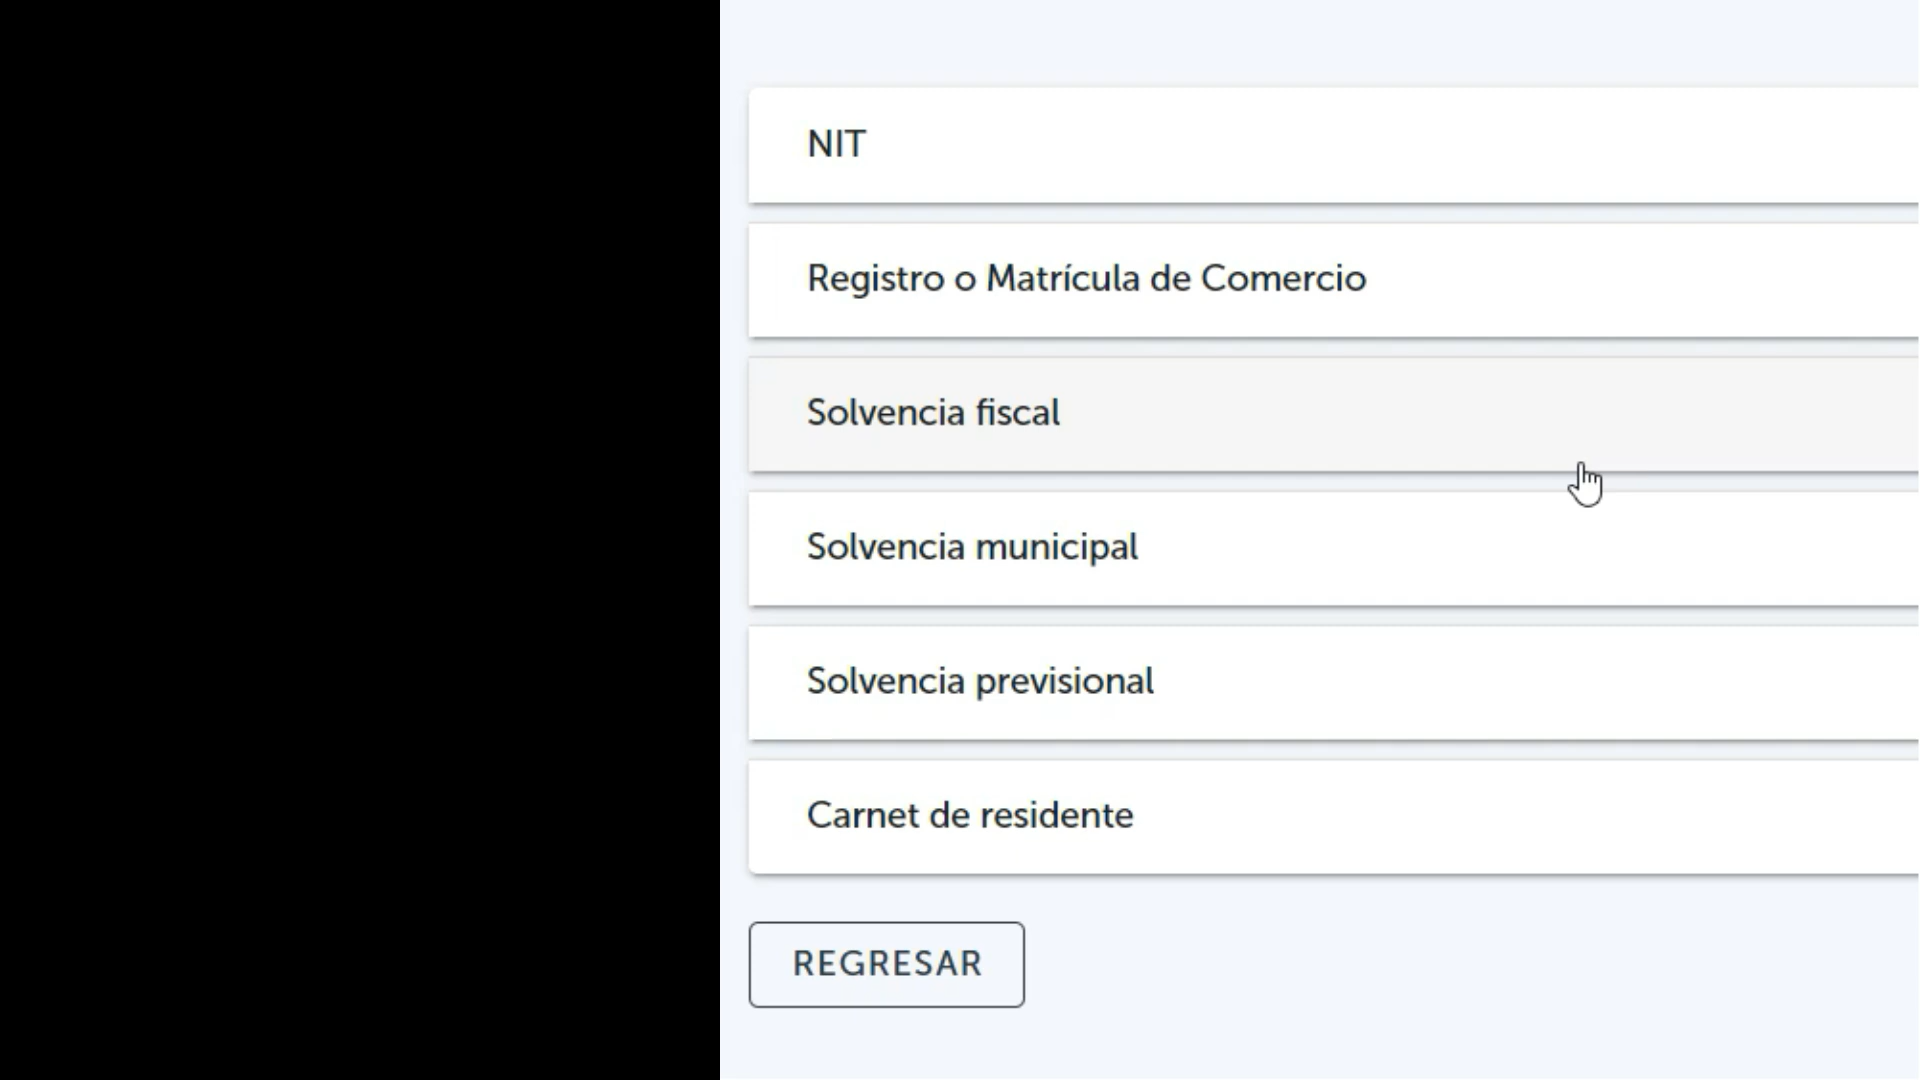 NIT
Registro o Matrícula de Comercio
Solvencia fiscal
Solvencia municipal
Solvencia previsional
Carnet de residente
REGRESAR